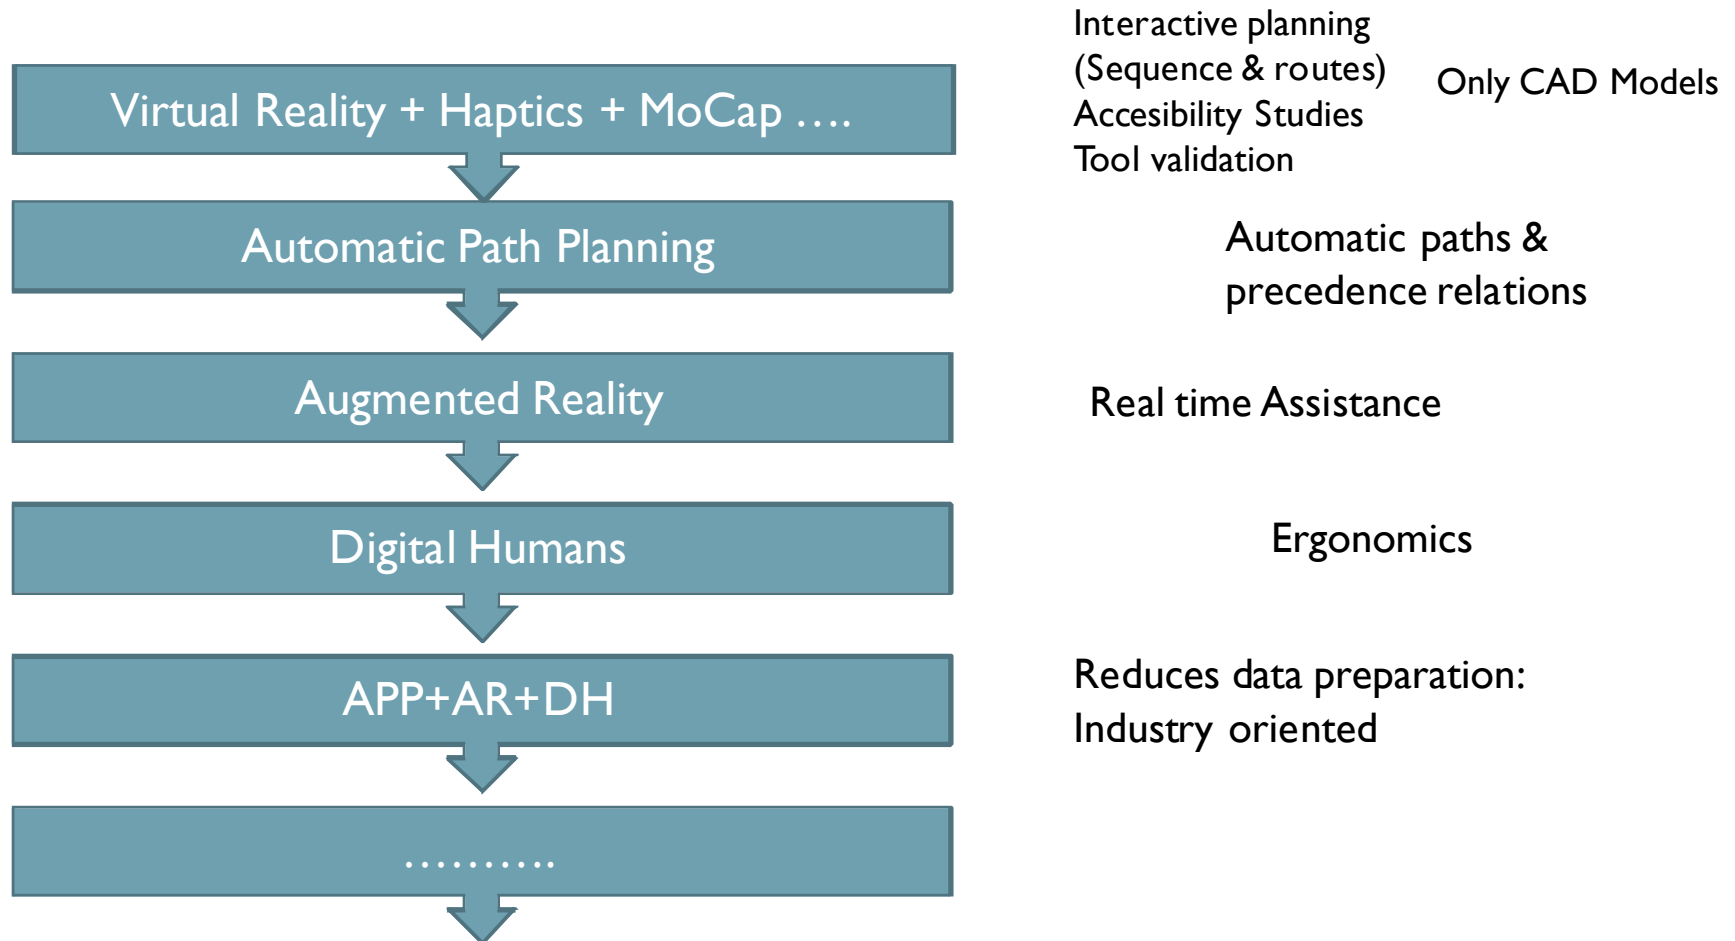 Interactive planning
(Sequence & routes)
Accesibility Studies
Tool validation
Only CAD Models
Virtual Reality + Haptics + MoCap ....
Automatic Path Planning
Automatic paths &
precedence relations
Augmented Reality
Real time Assistance
Digital Humans
Ergonomics
APP+AR+DH
Reduces data preparation:
Industry oriented
..........